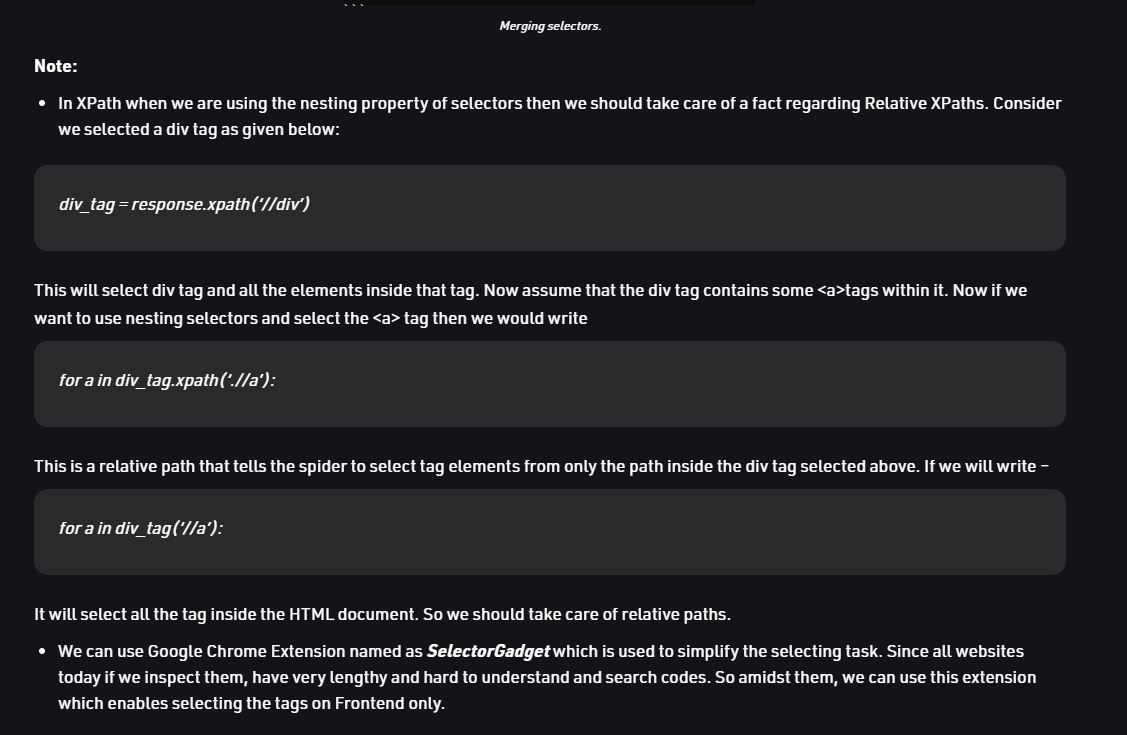 ```
Merging selectors.
Note:
• In XPath when we are using the nesting property of selectors then we should take care of a fact regarding Relative XPaths. Consider
we selected a div tag as given below:
div_tag = response.xpath(‘//div’)
This will select div tag and all the elements inside that tag. Now assume that the div tag contains some <a>tags within it. Now if we
want to use nesting selectors and select the <a> tag then we would write
for a in div_tag.xpath(‘.//a’):
This is a relative path that tells the spider to select tag elements from only the path inside the div tag selected above. If we will write –
for a in div_tag(‘//a’):
It will select all the tag inside the HTML document. So we should take care of relative paths.
• We can use Google Chrome Extension named as SelectorGadget which is used to simplify the selecting task. Since all websites
today if we inspect them, have very lengthy and hard to understand and search codes. So amidst them, we can use this extension
which enables selecting the tags on Frontend only.